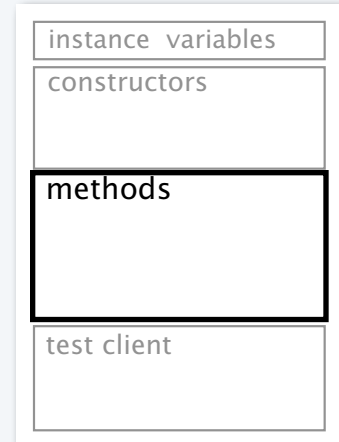 instance variables
constructors
methods
test client